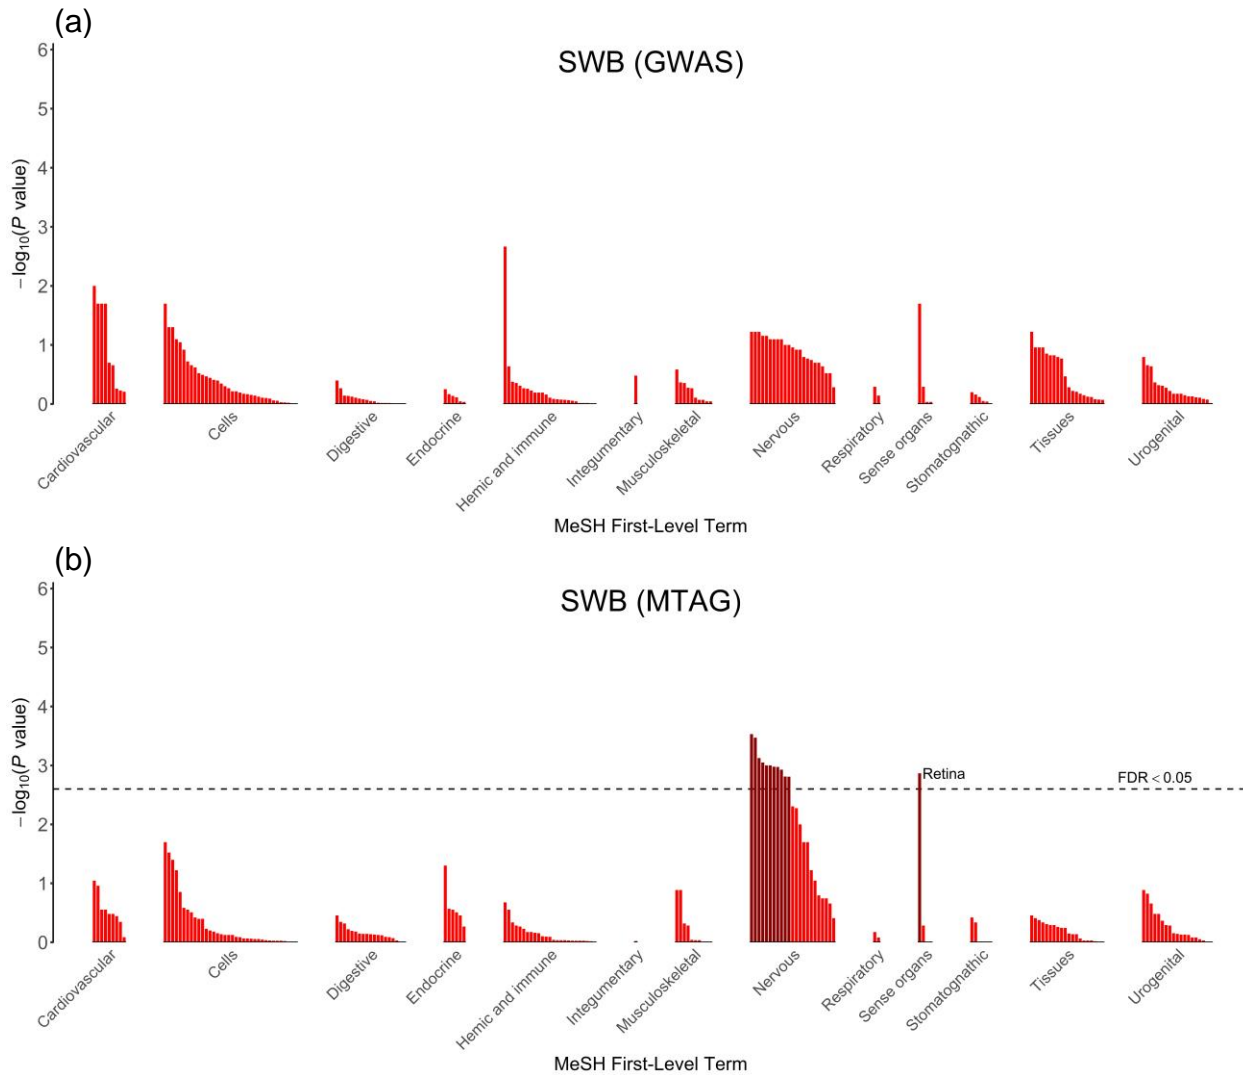 (a)
SWB (GWAS)
6
5
4
3
2
1
0
−log10(P value)
Cardiovascular
Cells
Digestive
Endocrine
Hemic and immune
Integumentary
Musculoskeletal
Nervous
Respiratory
Sense organs
Stomatognathic
Tissues
Urogenital
MeSH First-Level Term
(b)
SWB (MTAG)
6
5
4
3
2
1
0
−log10(P value)
Retina
FDR < 0.05
Cardiovascular
Cells
Digestive
Endocrine
Hemic and immune
Integumentary
Musculoskeletal
Nervous
Respiratory
Sense organs
Stomatognathic
Tissues
Urogenital
MeSH First-Level Term